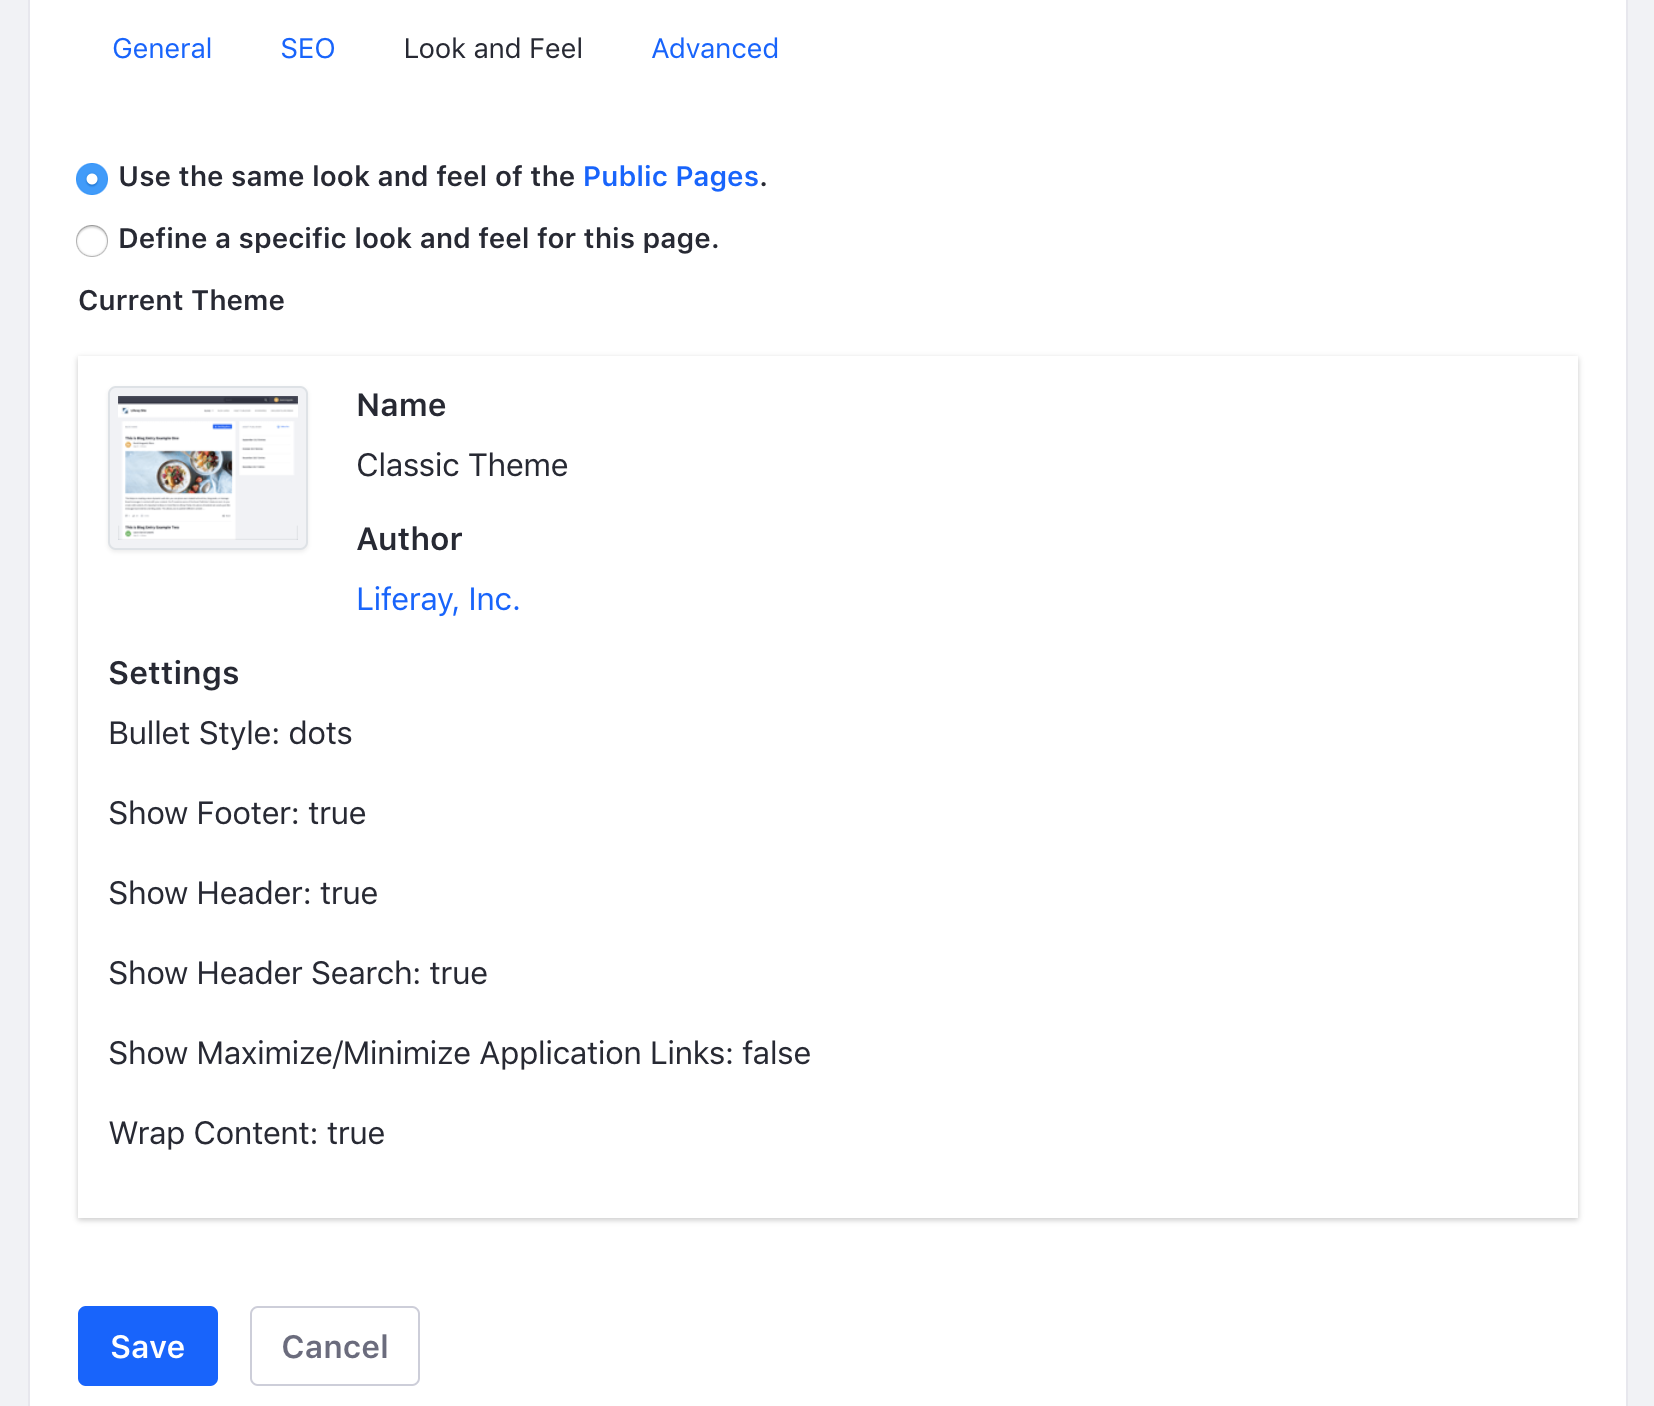 General SEO Look and Feel Advanced
Use the same look and feel of the Public Pages.
Define a specific look and feel for this page.
Current Theme
Name
Classic Theme
Author
Liferay, Inc.
Settings
Bullet Style: dots
Show Footer: true
Show Header: true
Show Header Search: true
Show Maximize/Minimize Application Links: false
Wrap Content: true
Save Cancel